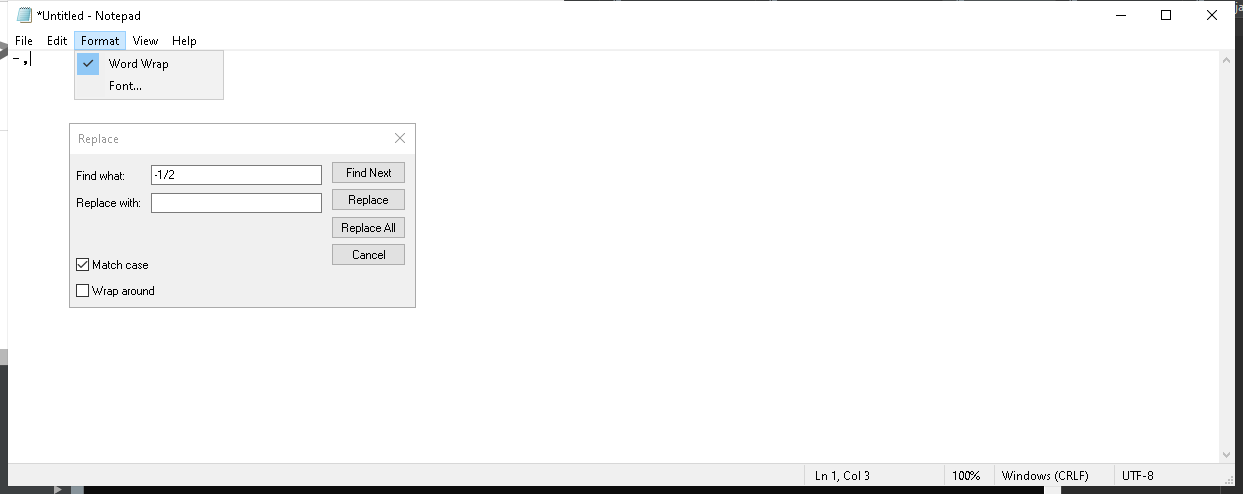 *Untitled - Notepad
File Edit Format View Help
-,
Word Wrap
Font...
Replace
Find what: -1/2 Find Next
Replace with: Replace
Replace All
Cancel
Match case
Wrap around
Ln 1, Col 3 100% Windows (CRLF) UTF-8